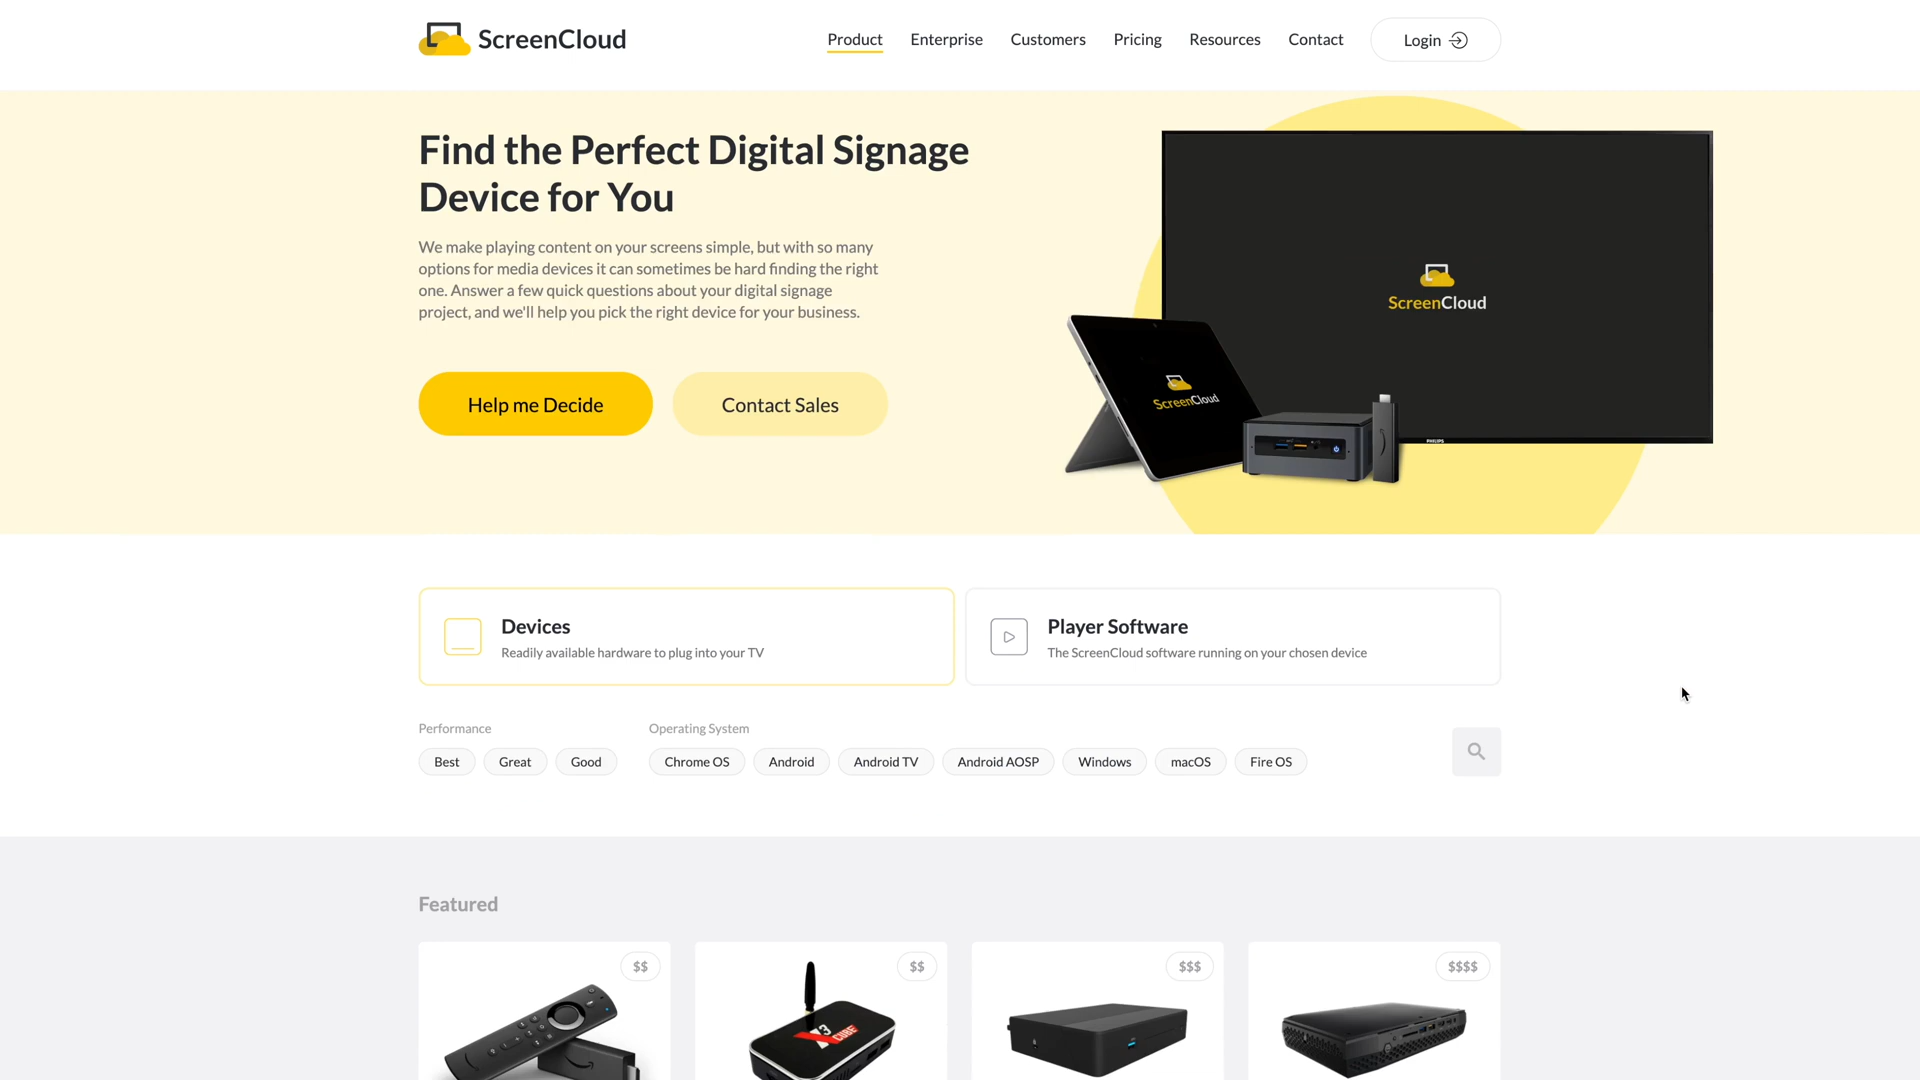 ScreenCloud
Product Enterprise Customers Pricing Resources Contact Login
Find the Perfect Digital Signage
Device for You
We make playing content on your screens simple, but with so many
options for media devices it can sometimes be hard finding the right
one. Answer a few quick questions about your digital signage
project, and we'll help you pick the right device for your business.
Help me Decide Contact Sales
ScreenCloud
ScreenCloud
PHILIPS
Devices
Readily available hardware to plug into your TV
Player Software
The ScreenCloud software running on your chosen device
Performance
Best Great Good
Operating System
Chrome OS Android Android TV Android AOSP Windows macOS Fire OS
Featured
$$ $$ $$$ $$$$
X3 CUBE